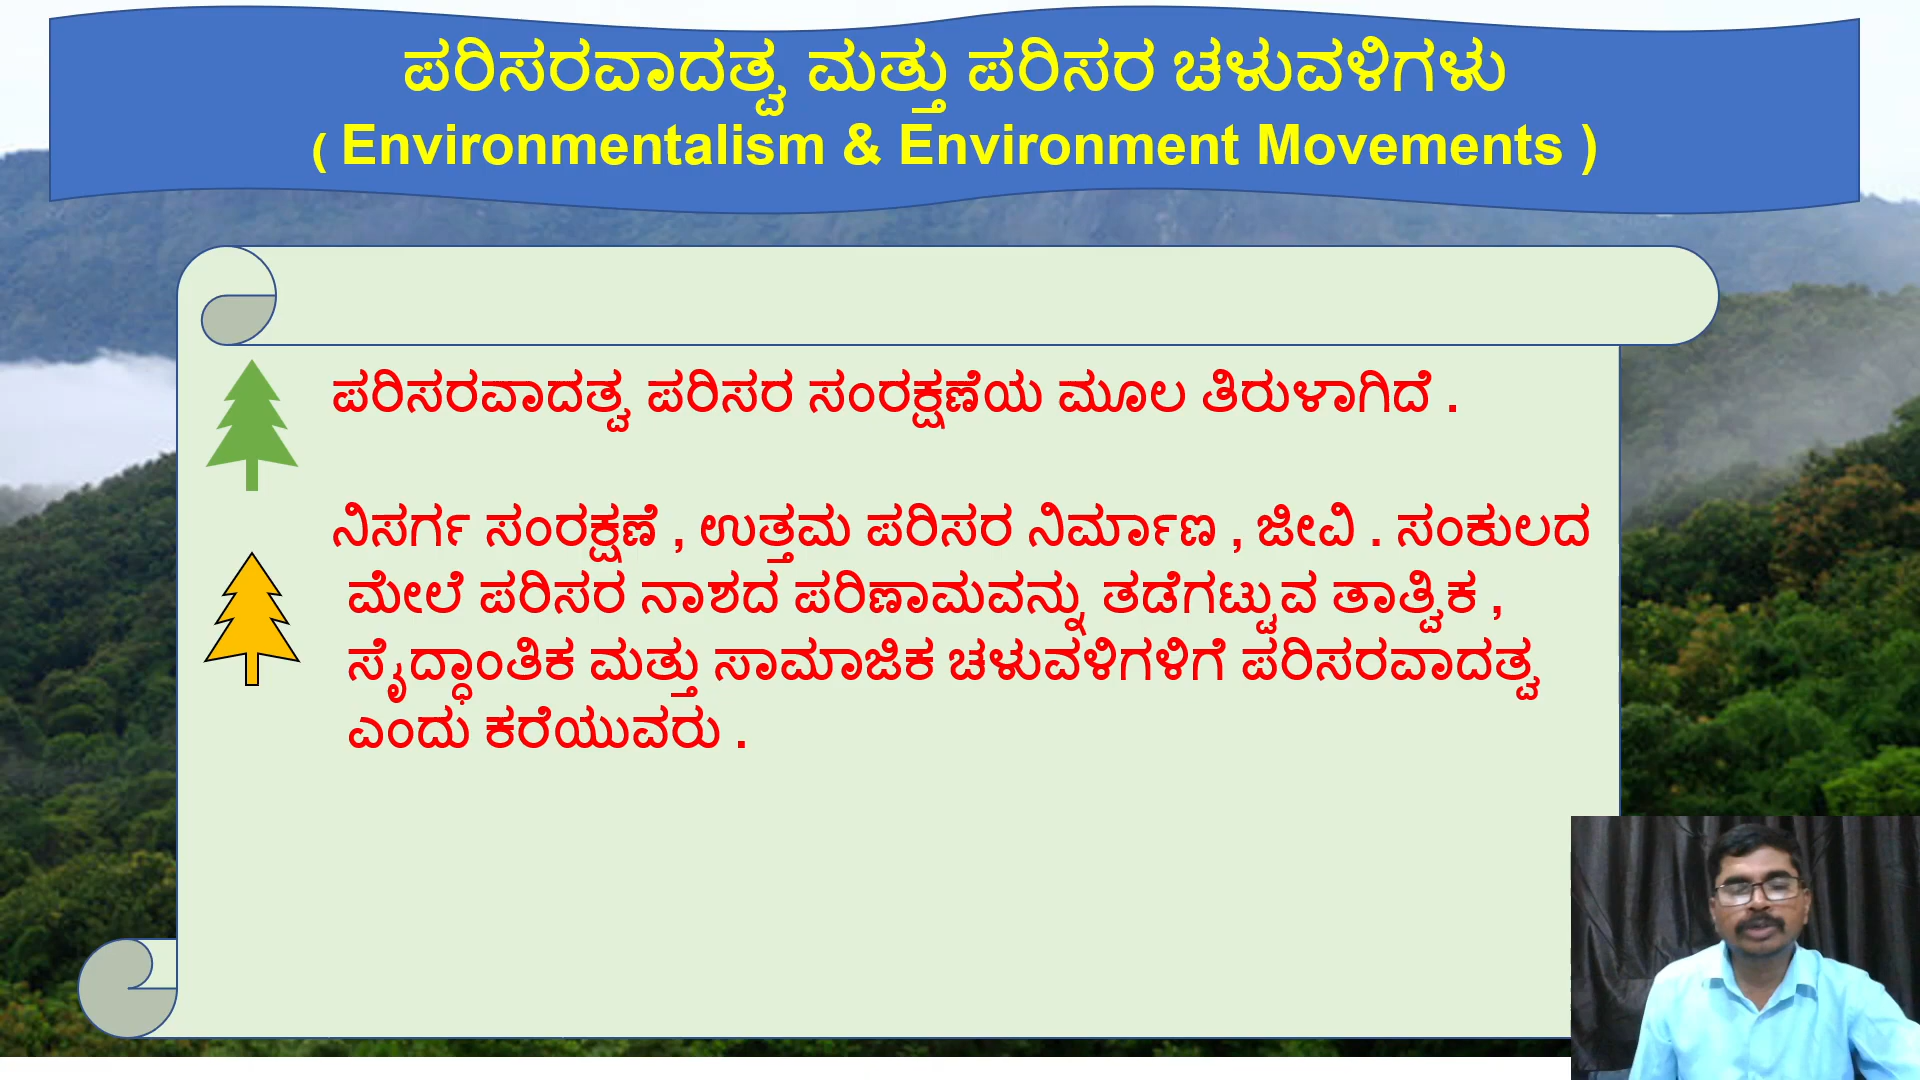 ಪರಿಸರವಾದತ್ವ ಮತ್ತು ಪರಿಸರ ಚಳುವಳಿಗಳು
( Environmentalism & Environment Movements )
ಪರಿಸರವಾದತ್ವ ಪರಿಸರ ಸಂರಕ್ಷಣೆಯ ಮೂಲ ತಿರುಳಾಗಿದೆ .
ನಿಸರ್ಗ ಸಂರಕ್ಷಣೆ , ಉತ್ತಮ ಪರಿಸರ ನಿರ್ಮಾಣ , ಜೀವಿ . ಸಂಕುಲದ
ಮೇಲೆ ಪರಿಸರ ನಾಶದ ಪರಿಣಾಮವನ್ನು ತಡೆಗಟ್ಟುವ ತಾತ್ವಿಕ ,
ಸೈದ್ಧಾಂತಿಕ ಮತ್ತು ಸಾಮಾಜಿಕ ಚಳುವಳಿಗಳಿಗೆ ಪರಿಸರವಾದತ್ವ
ಎಂದು ಕರೆಯುವರು .